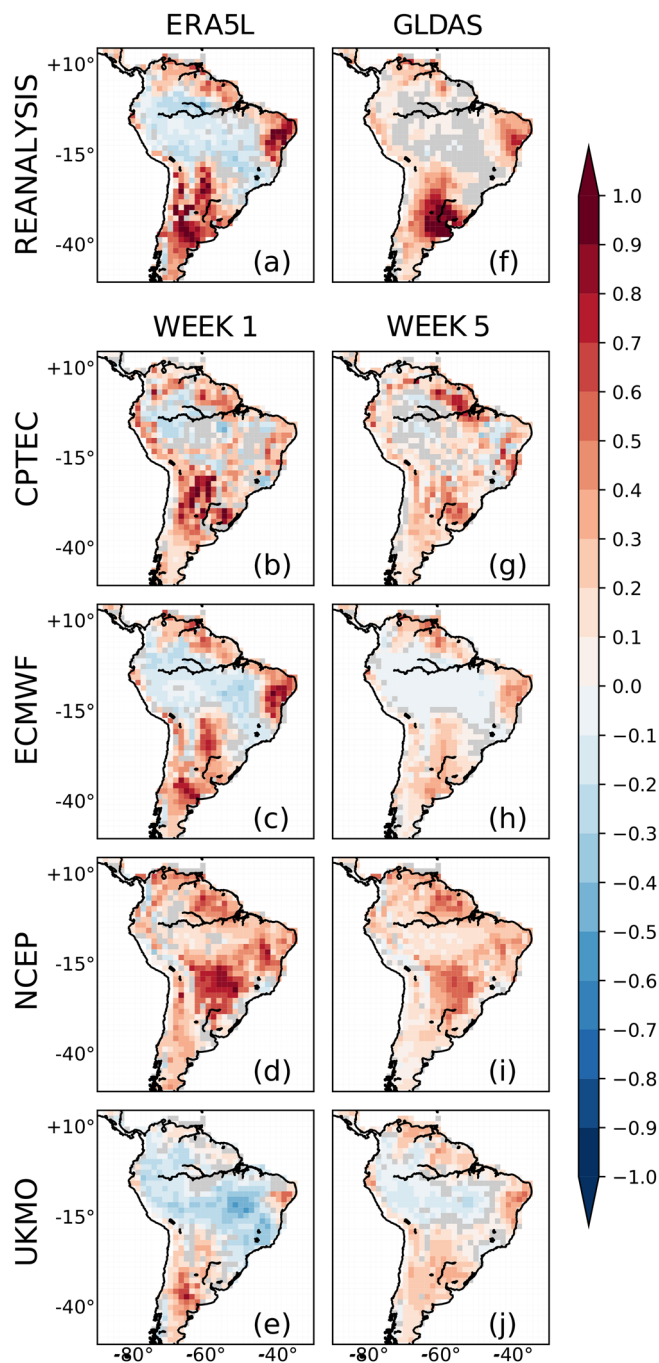 ERA5L GLDAS
REANALYSIS
+10°
-15°
-40°
(a) (f)
WEEK 1 WEEK 5
CPTEC
+10°
-15°
-40°
(b) (g)
ECMWF
+10°
-15°
-40°
(c) (h)
NCEP
+10°
-15°
-40°
(d) (i)
UKMO
+10°
-15°
-40°
(e) (j)
-80° -60° -40° -80° -60° -40°
1.0
0.9
0.8
0.7
0.6
0.5
0.4
0.3
0.2
0.1
0.0
−0.1
−0.2
−0.3
−0.4
−0.5
−0.6
−0.7
−0.8
−0.9
−1.0